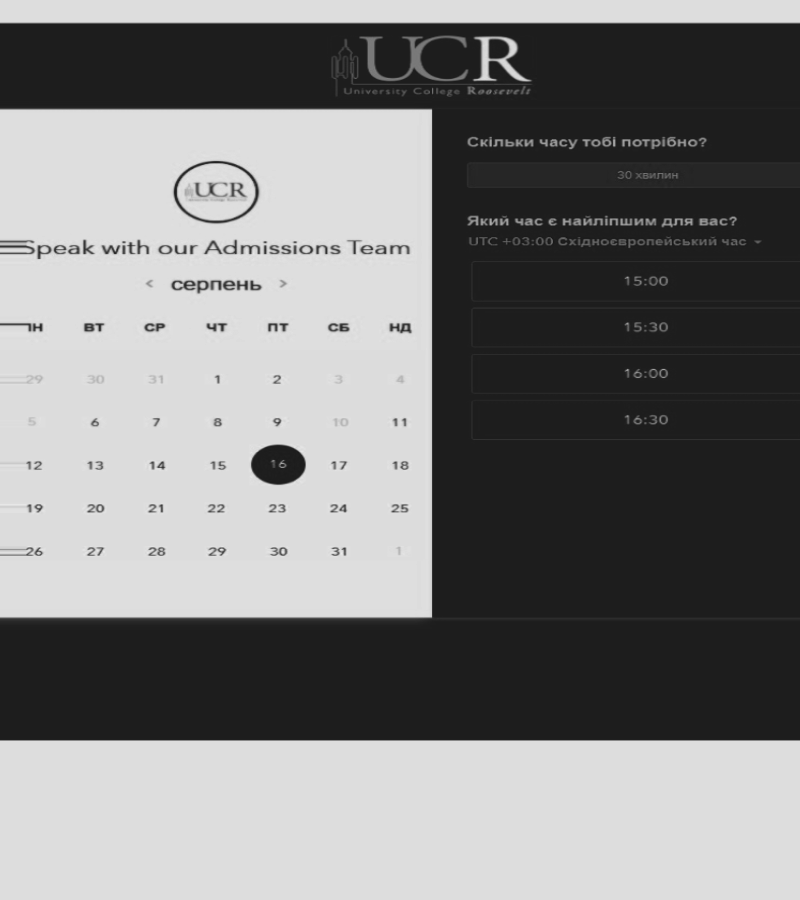 UCR
University College Roosevelt
UCR
Speak with our Admissions Team
< серпень >
ПН ВТ СР ЧТ ПТ СБ НД
29 30 31 1 2 3 4
5 6 7 8 9 10 11
12 13 14 15 16 17 18
19 20 21 22 23 24 25
26 27 28 29 30 31 1
Скільки часу тобі потрібно?
30 хвилин
Який час є найліпшим для вас?
UTC +03:00 Східноєвропейський час
15:00
15:30
16:00
16:30